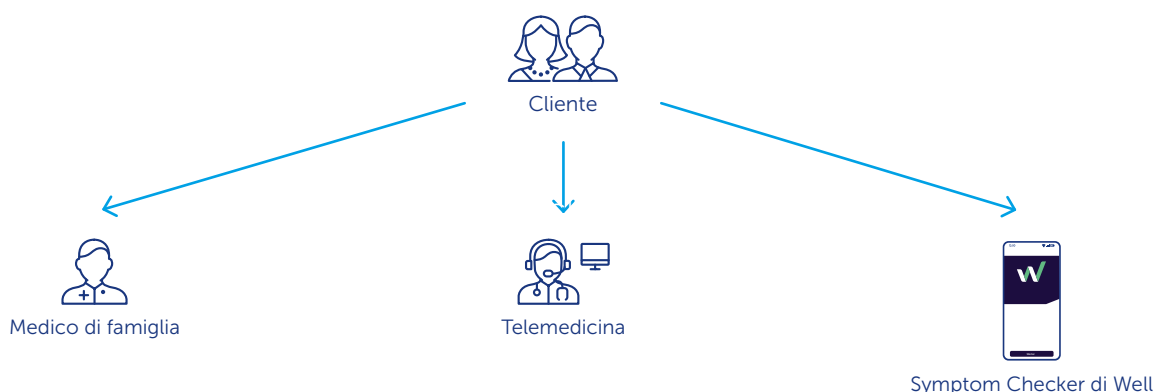 Cliente
Medico di famiglia
Telemedicina
Symptom Checker di Well